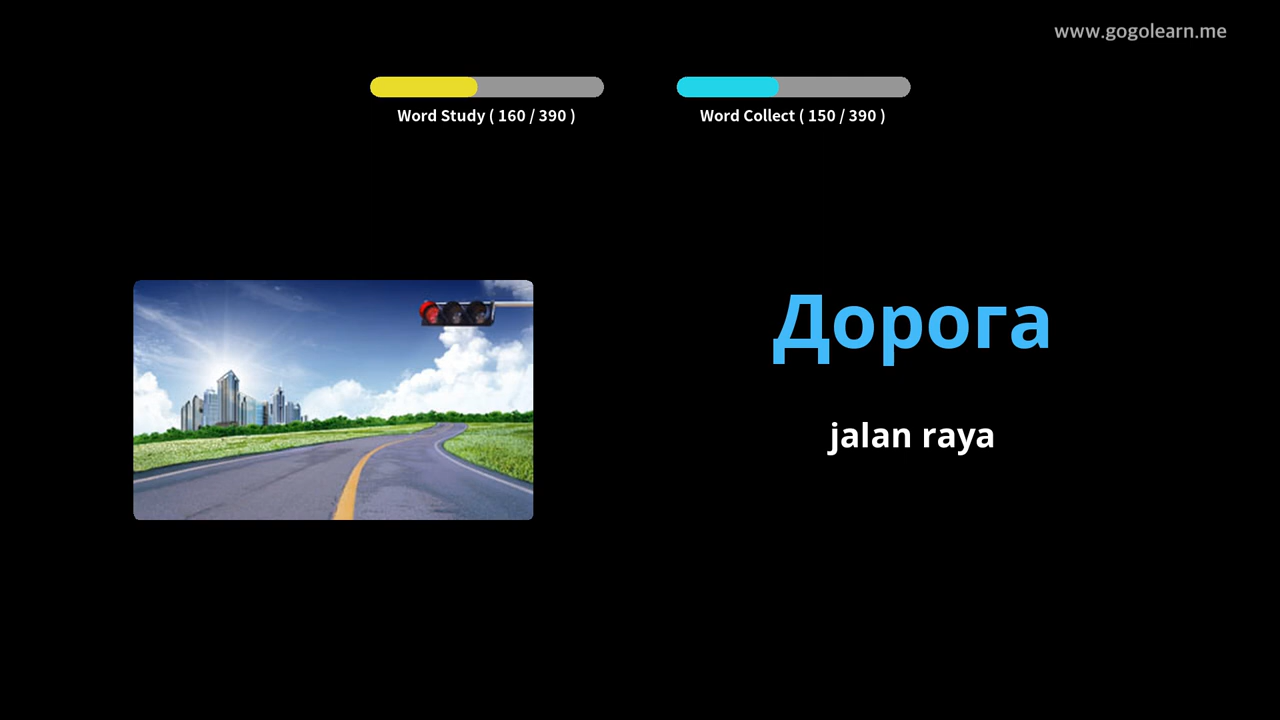 www.gogolearn.me
Word Study ( 160 / 390 )
Word Collect ( 150 / 390 )
Дорога
jalan raya